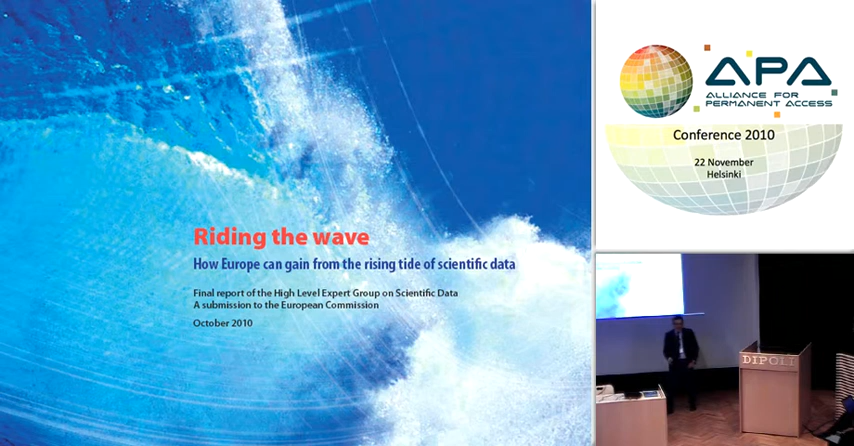 Riding the wave
How Europe can gain from the rising tide of scientific data
Final report of the High Level Expert Group on Scientific Data
A submission to the European Commission
October 2010
APA
ALLIANCE FOR
PERMANENT ACCESS
Conference 2010
22 November
Helsinki
DIPOLI